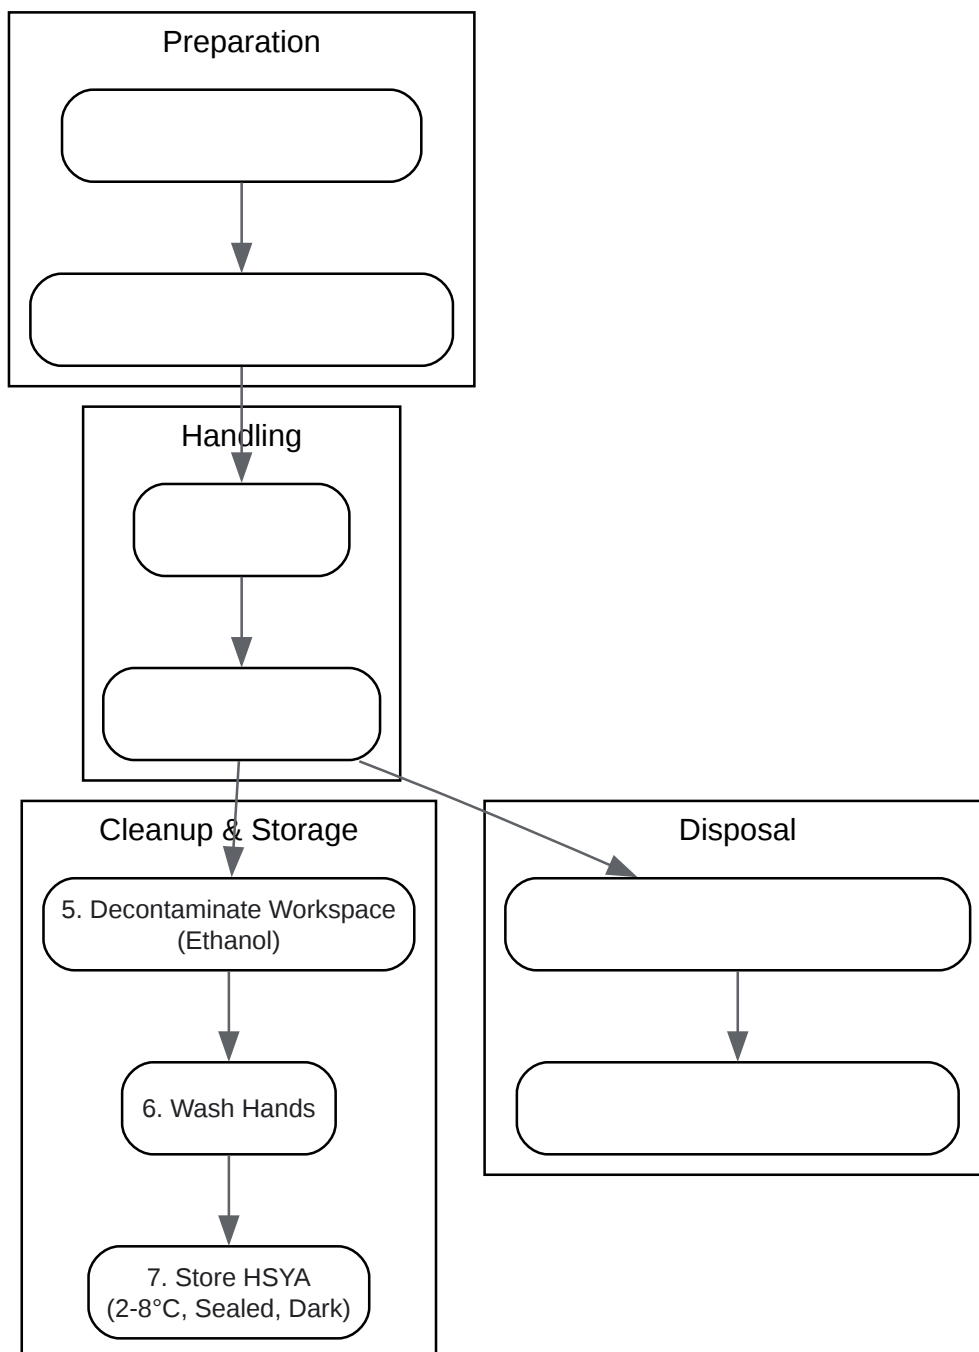 Preparation
Handling
Cleanup & Storage
5. Decontaminate Workspace
(Ethanol)
6. Wash Hands
7. Store HSYA
(2-8°C, Sealed, Dark)
Disposal